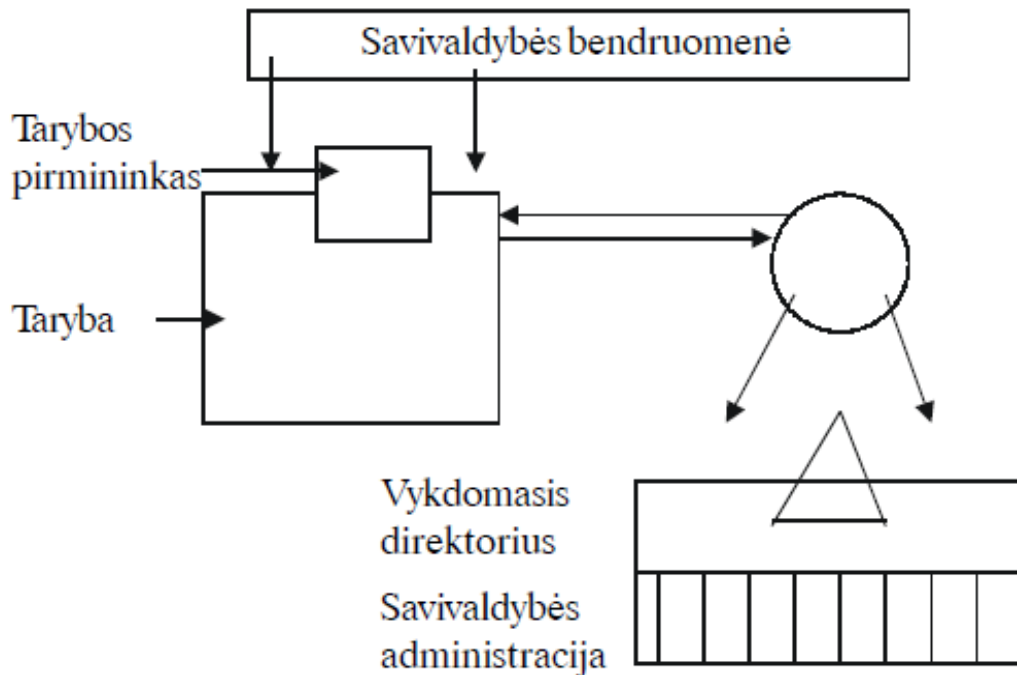 Savivaldybės bendruomenė
Tarybos
pirmininkas
Taryba
Vykdomasis
direktorius
Savivaldybės
administracija